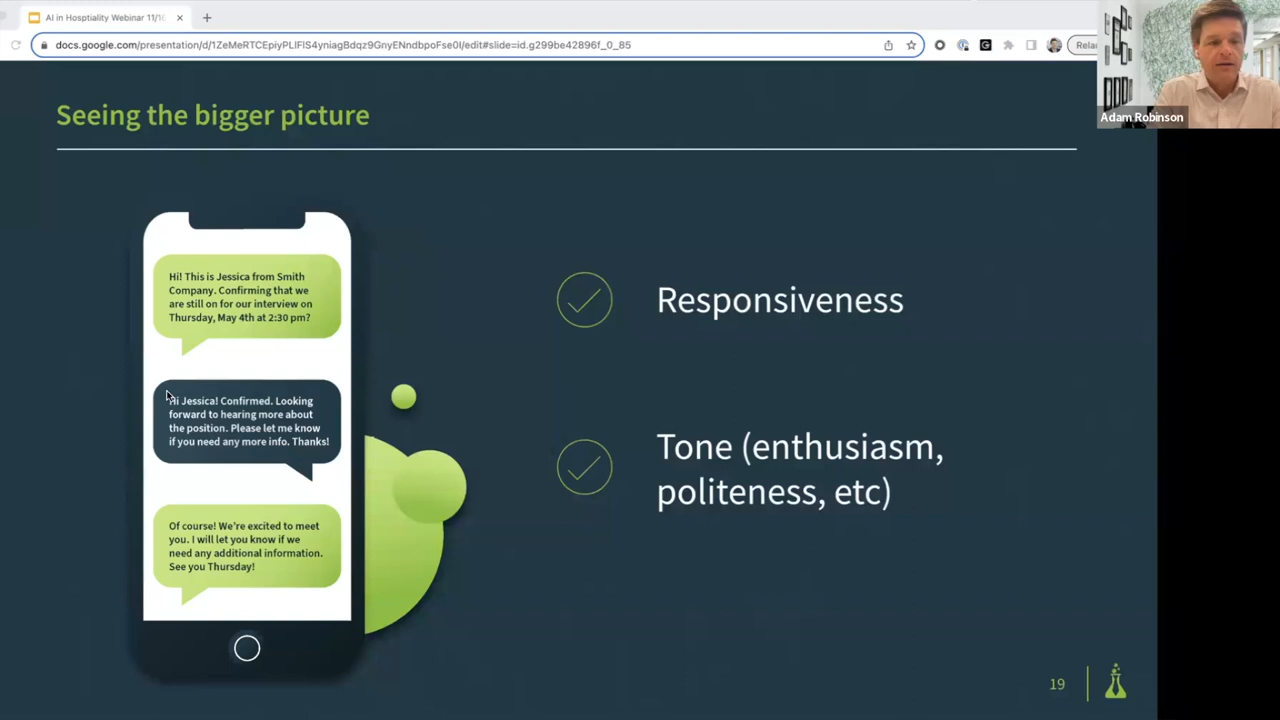 AI in Hosptiality Webinar 11/1
docs.google.com/presentation/d/1ZeMeRTCEpiyPLIFlS4yniagBdqz9GnyENndbpoFse0I/edit#slide=id.g299be42896f_0_85
Rela
Adam Robinson
Seeing the bigger picture
Hi! This is Jessica from Smith
Company. Confirming that we
are still on for our interview on
Thursday, May 4th at 2:30 pm?
Hi Jessica! Confirmed. Looking
forward to hearing more about
the position. Please let me know
if you need any more info. Thanks!
Of course! We're excited to meet
you. I will let you know if we
need any additional information.
See you Thursday!
Responsiveness
Tone (enthusiasm,
politeness, etc)
19